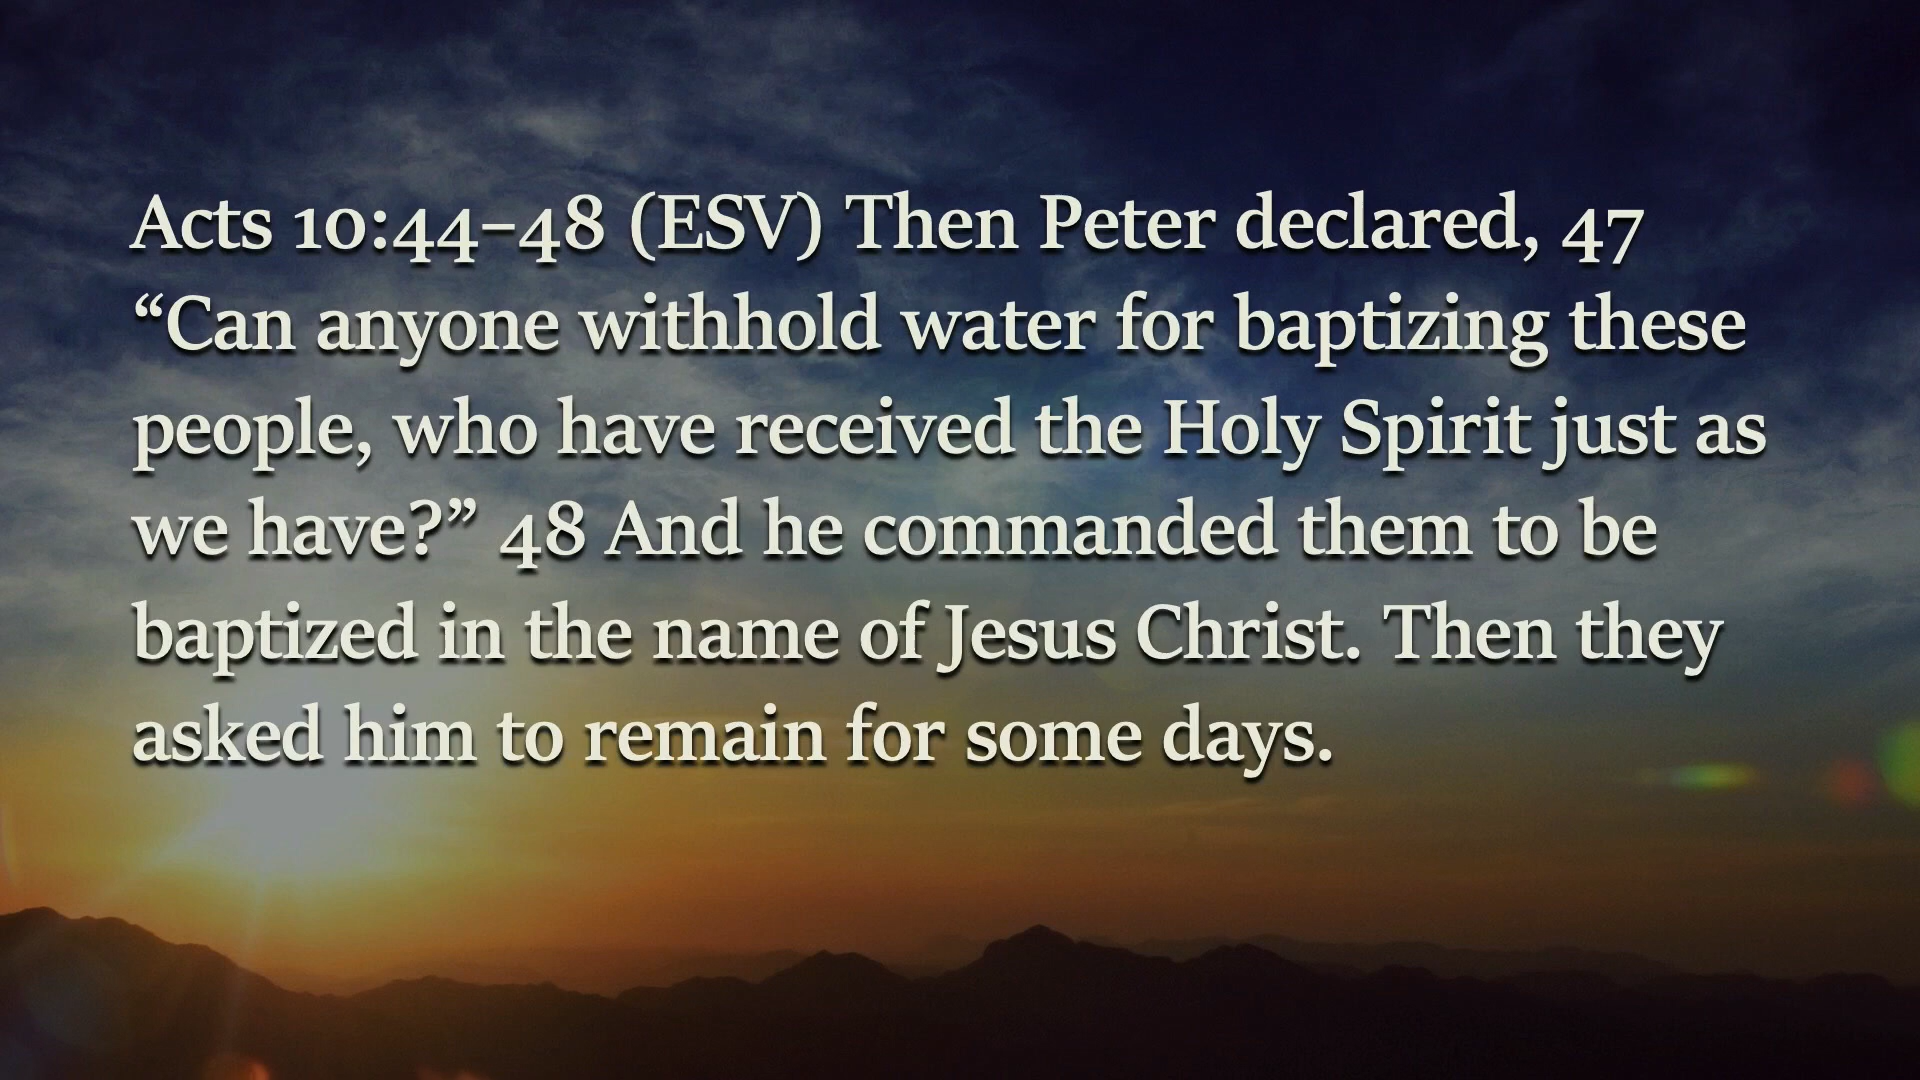 Acts 10:44–48 (ESV) Then Peter declared, 47
“Can anyone withhold water for baptizing these
people, who have received the Holy Spirit just as
we have?” 48 And he commanded them to be
baptized in the name of Jesus Christ. Then they
asked him to remain for some days.